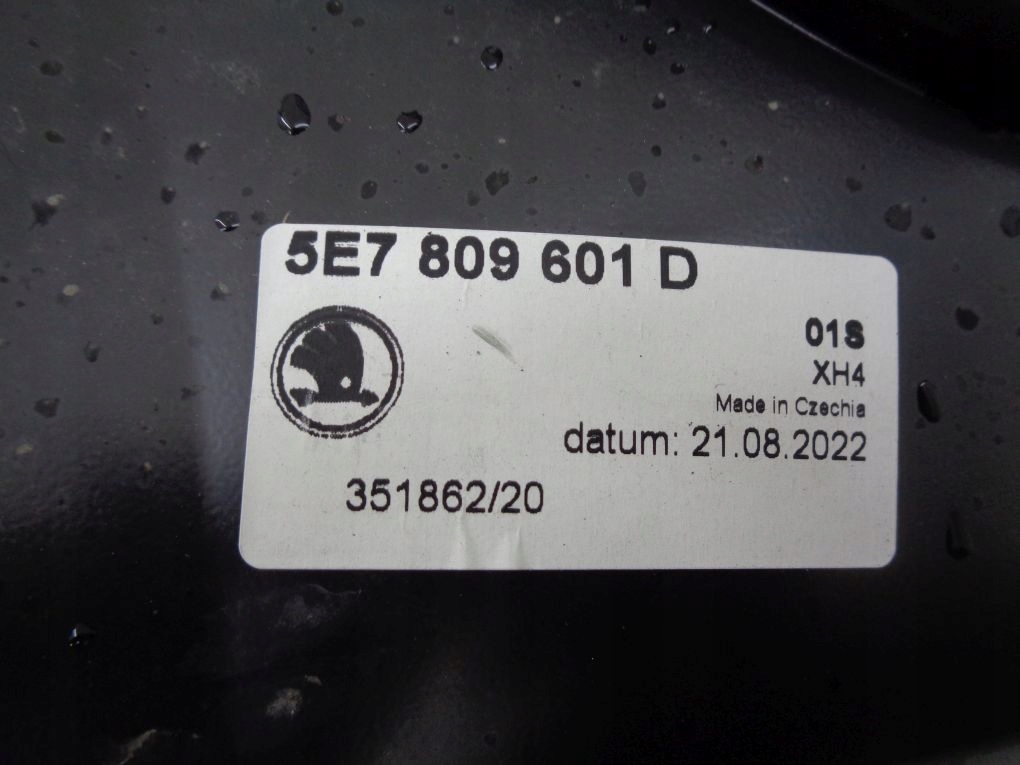 5E7 809 601 D
01S
XH4
Made in Czechia
datum: 21.08.2022
351862/20